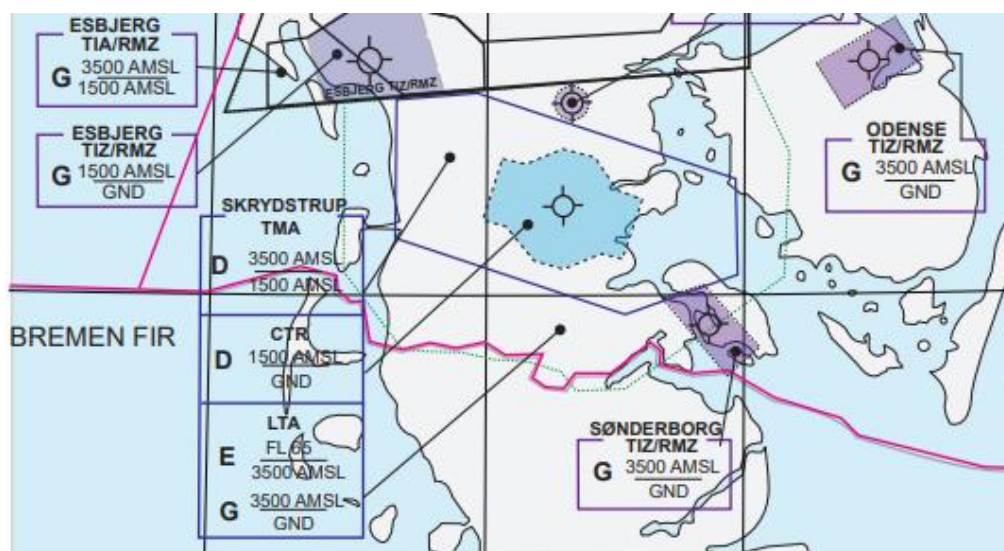 ESBJERG
TIA/RMZ
G 3500 AMSL
1500 AMSL
ESBJERG
TIZ/RMZ
G 1500 AMSL
GND
ESBJERG TIZ/RMZ
ODENSE
TIZ/RMZ
G 3500 AMSL
GND
SKRYDSTRUP
TMA
D 3500 AMSL
1500 AMSL
CTR
D 1500 AMSL
GND
LTA
E FL 65
3500 AMSL
G 3500 AMSL
GND
BREMEN FIR
SØNDERBORG
TIZ/RMZ
G 3500 AMSL
GND